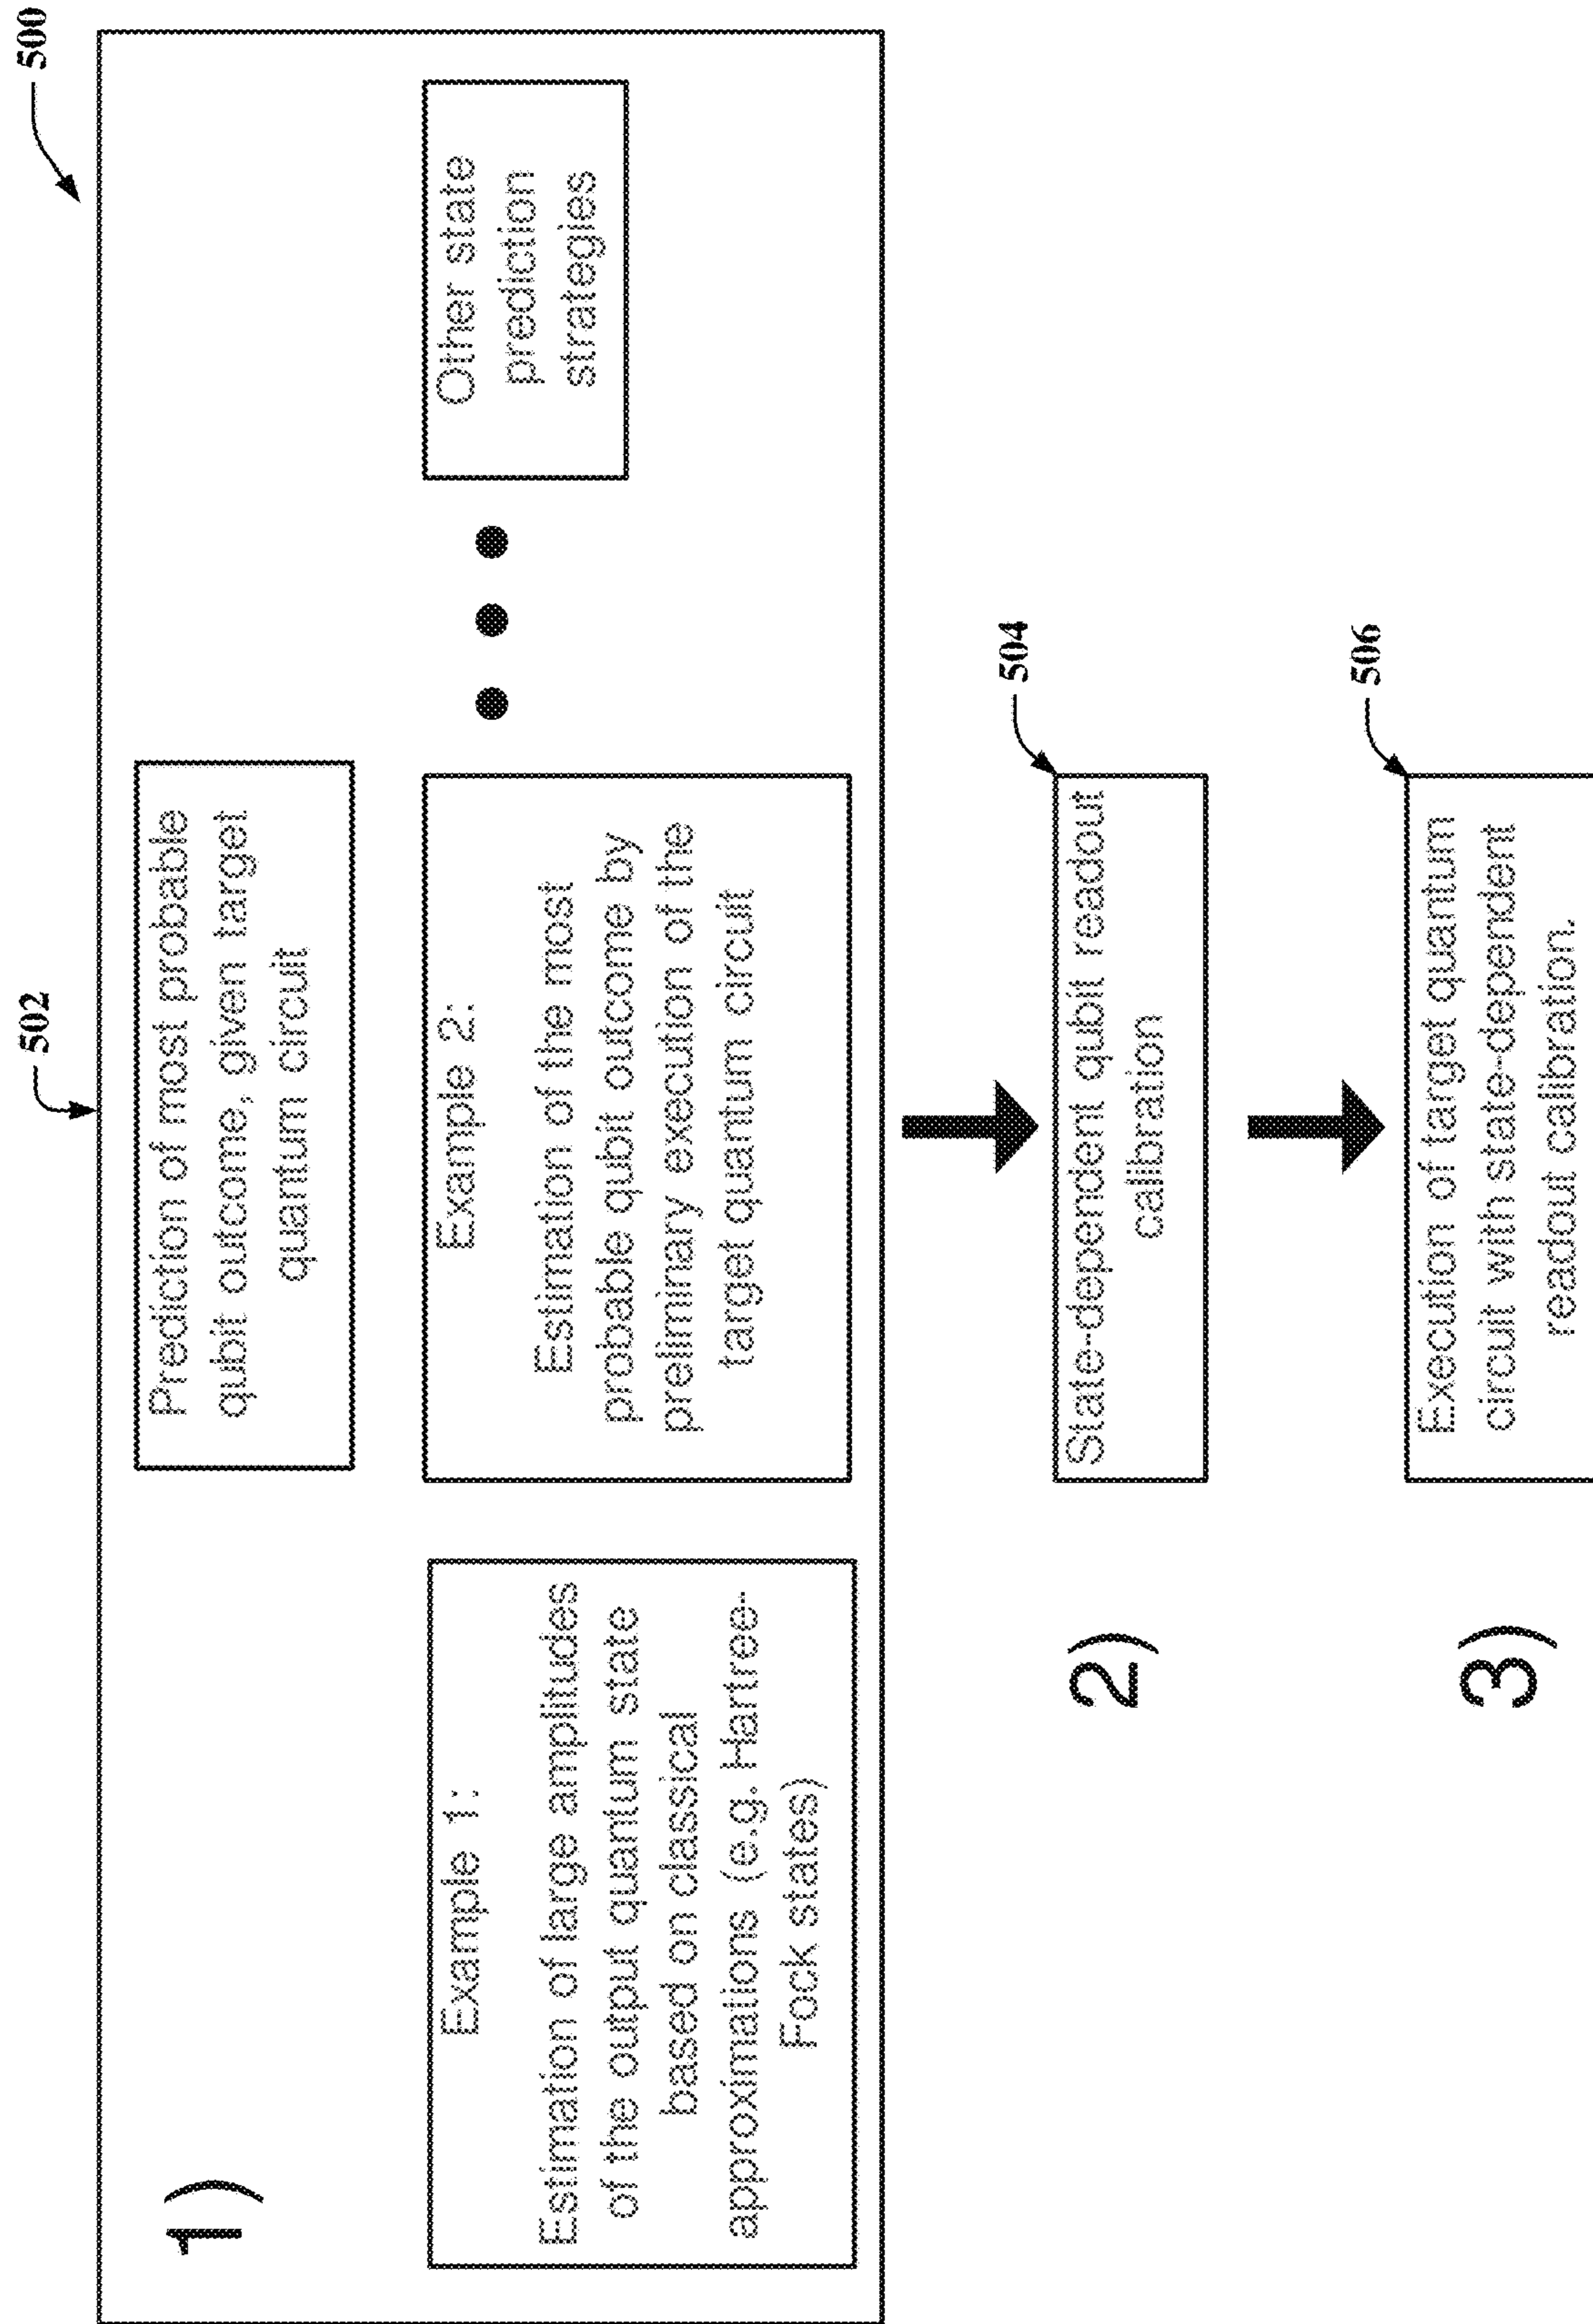 500
502
1)
Prediction of most probable
qubit outcome, given target
quantum circuit
Example 1:
Estimation of large amplitudes
of the output quantum state
based on classical
approximations (e.g. Hartree-
Fock states)
Example 2:
Estimation of the most
probable qubit outcome by
preliminary execution of the
target quantum circuit
Other state
prediction
strategies
2)
504
State-dependent qubit readout
calibration
3)
506
Execution of target quantum
circuit with state-dependent
readout calibration.